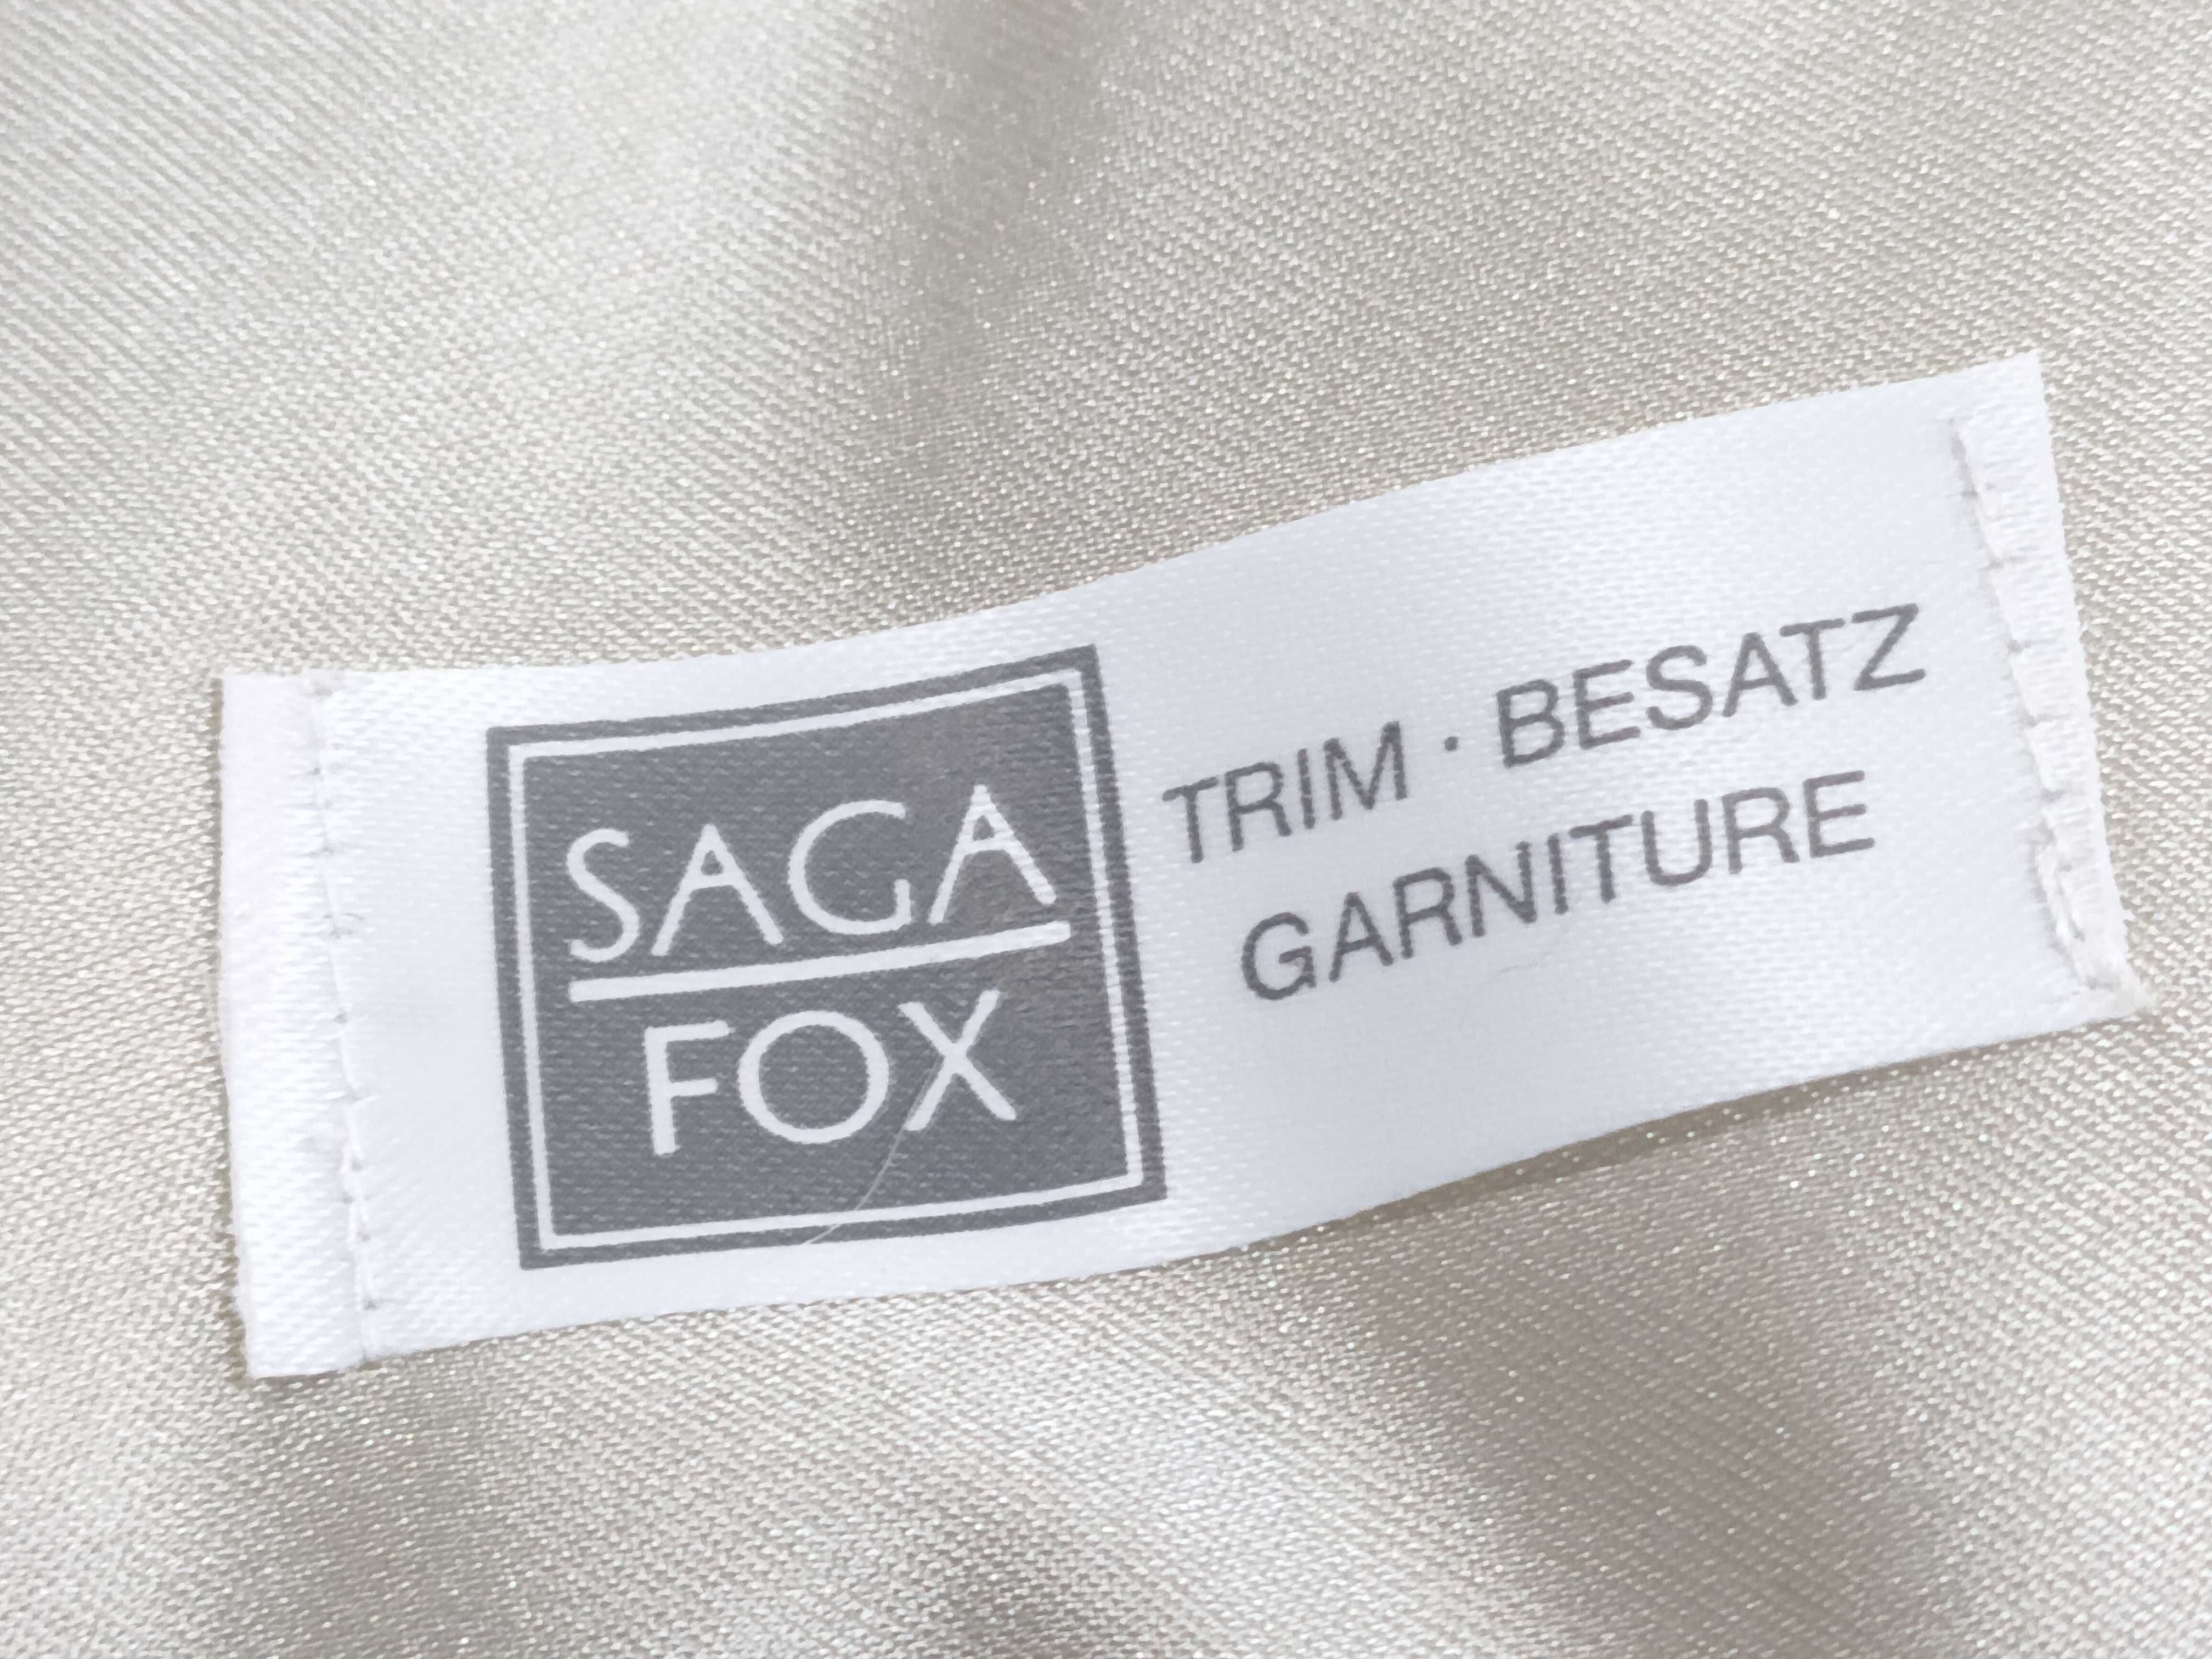 SAGA
FOX
TRIM · BESATZ
GARNITURE